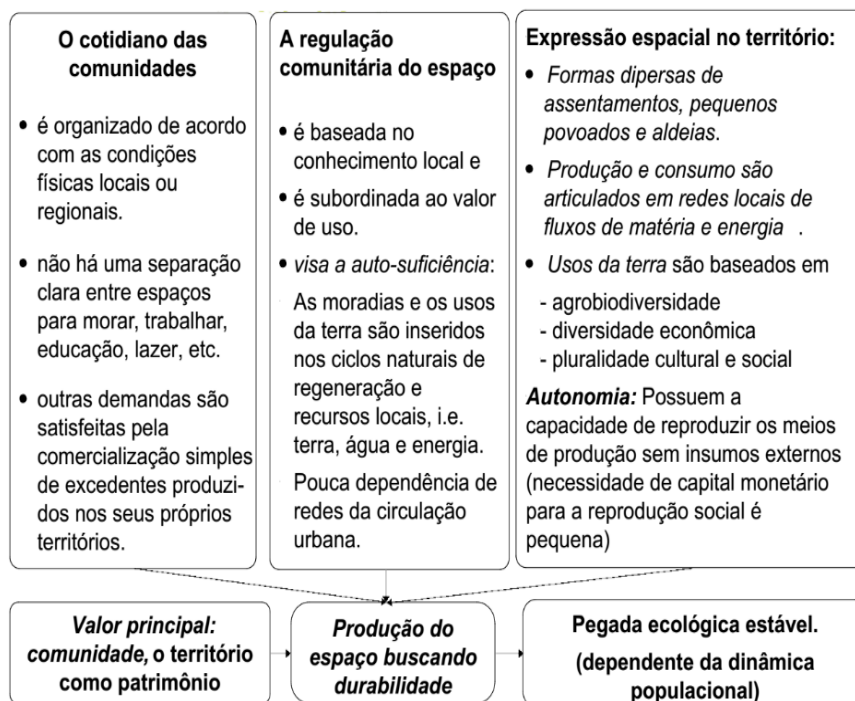 O cotidiano das
comunidades
• é organizado de acordo
com as condições
físicas locais ou
regionais.
• não há uma separação
clara entre espaços
para morar, trabalhar,
educação, lazer, etc.
• outras demandas são
satisfeitas pela
comercialização simples
de excedentes produzi-
dos nos seus próprios
territórios.
A regulação
comunitária do espaço
• é baseada no
conhecimento local e
• é subordinada ao valor
de uso.
• visa a auto-suficiência:
As moradias e os usos
da terra são inseridos
nos ciclos naturais de
regeneração e
recursos locais, i.e.
terra, água e energia.
Pouca dependência de
redes da circulação
urbana.
Expressão espacial no território:
• Formas dipersas de
assentamentos, pequenos
povoados e aldeias.
• Produção e consumo são
articulados em redes locais de
fluxos de matéria e energia .
• Usos da terra são baseados em
- agrobiodiversidade
- diversidade econômica
- pluralidade cultural e social
Autonomia: Possuem a
capacidade de reproduzir os meios
de produção sem insumos externos
(necessidade de capital monetário
para a reprodução social é
pequena)
Valor principal:
comunidade, o território
como patrimônio
Produção do
espaço buscando
durabilidade
Pegada ecológica estável.
(dependente da dinâmica
populacional)